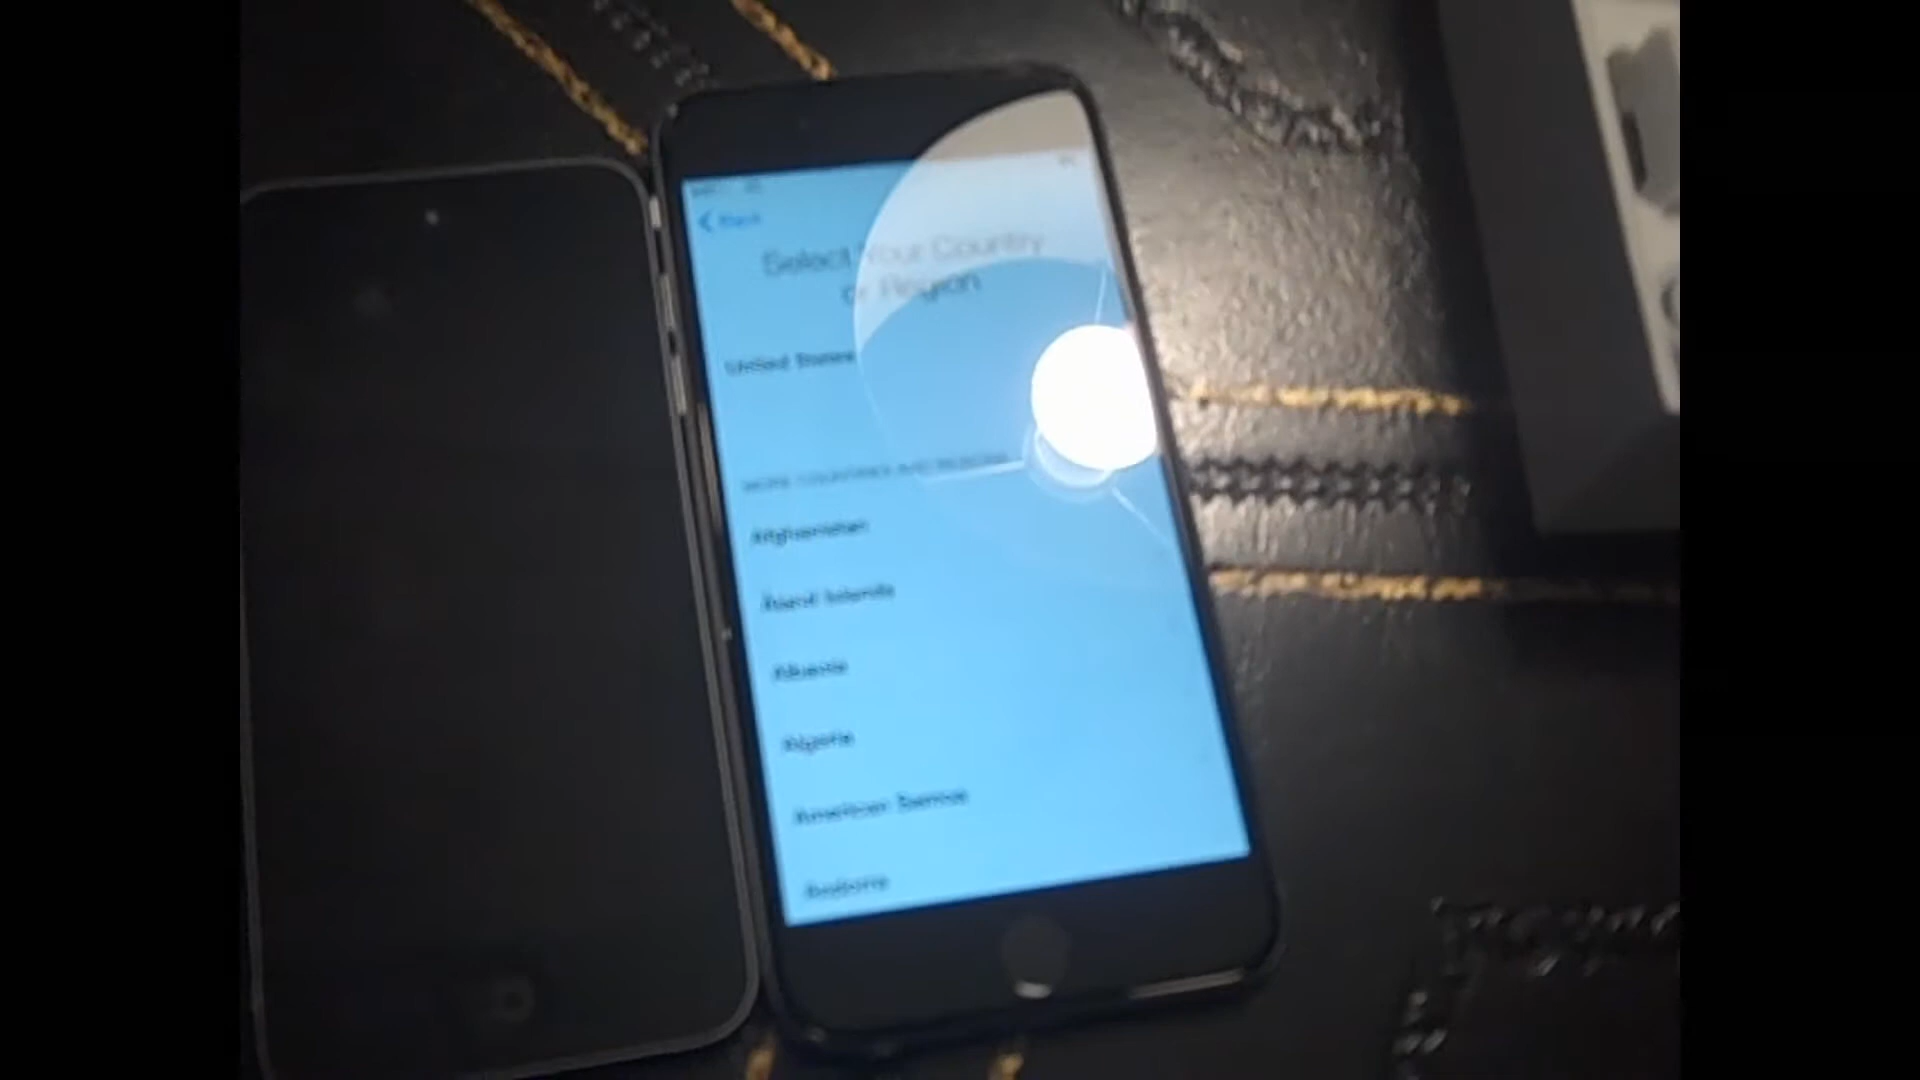 Back
Select Your Country
or Region
United States
MORE COUNTRIES AND REGIONS
Afghanistan
Åland Islands
Albania
Algeria
American Samoa
Andorra